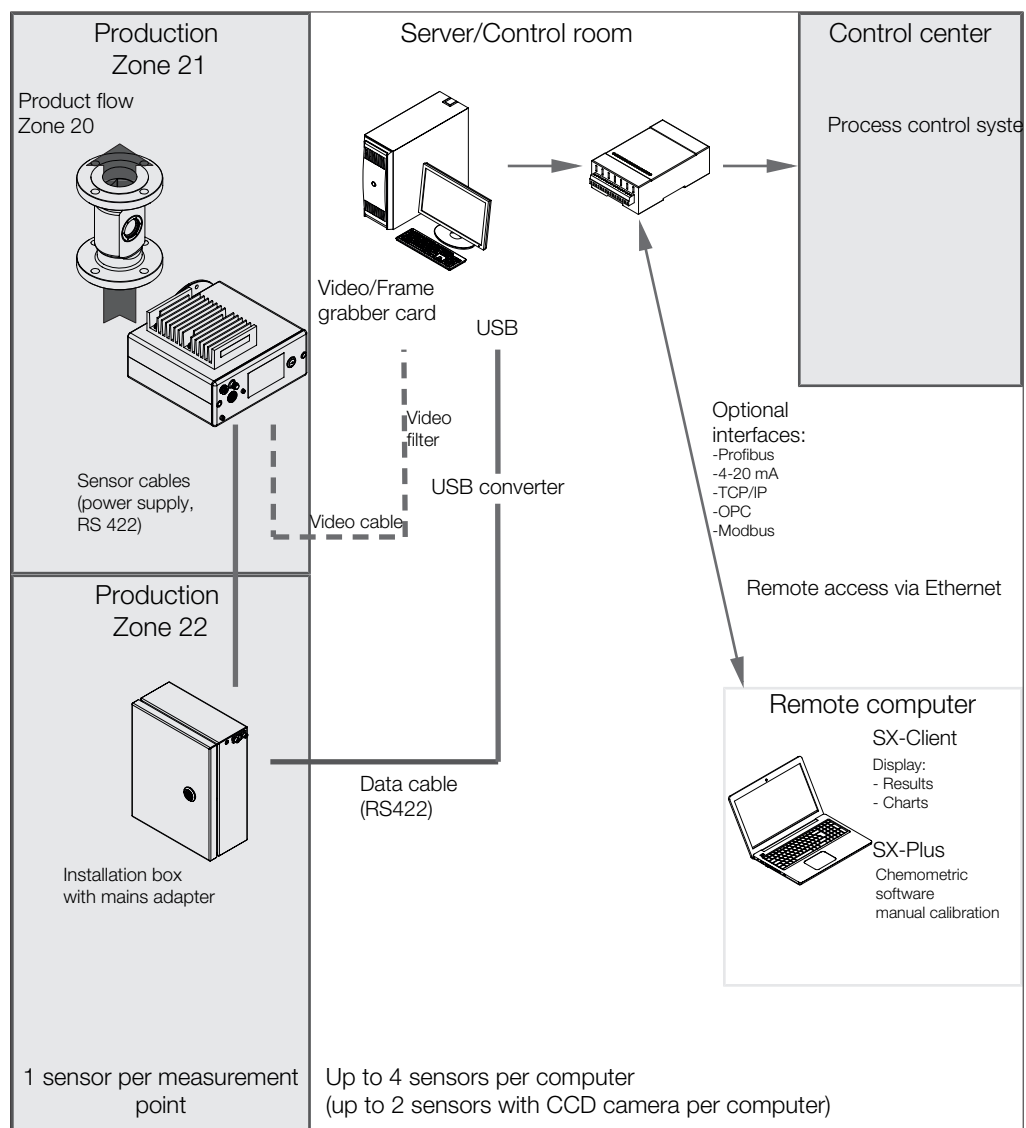 Production
Zone 21
Product flow
Zone 20
Sensor cables
(power supply,
RS 422)
Production
Zone 22
Installation box
with mains adapter
1 sensor per measurement
point
Server/Control room
Video/Frame
grabber card
USB
Video
filter
USB converter
Video cable
Data cable
(RS422)
Up to 4 sensors per computer
(up to 2 sensors with CCD camera per computer)
Control center
Process control syste
Optional
interfaces:
-Profibus
-4-20 mA
-TCP/IP
-OPC
-Modbus
Remote access via Ethernet
Remote computer
SX-Client
Display:
- Results
- Charts
SX-Plus
Chemometric
software
manual calibration